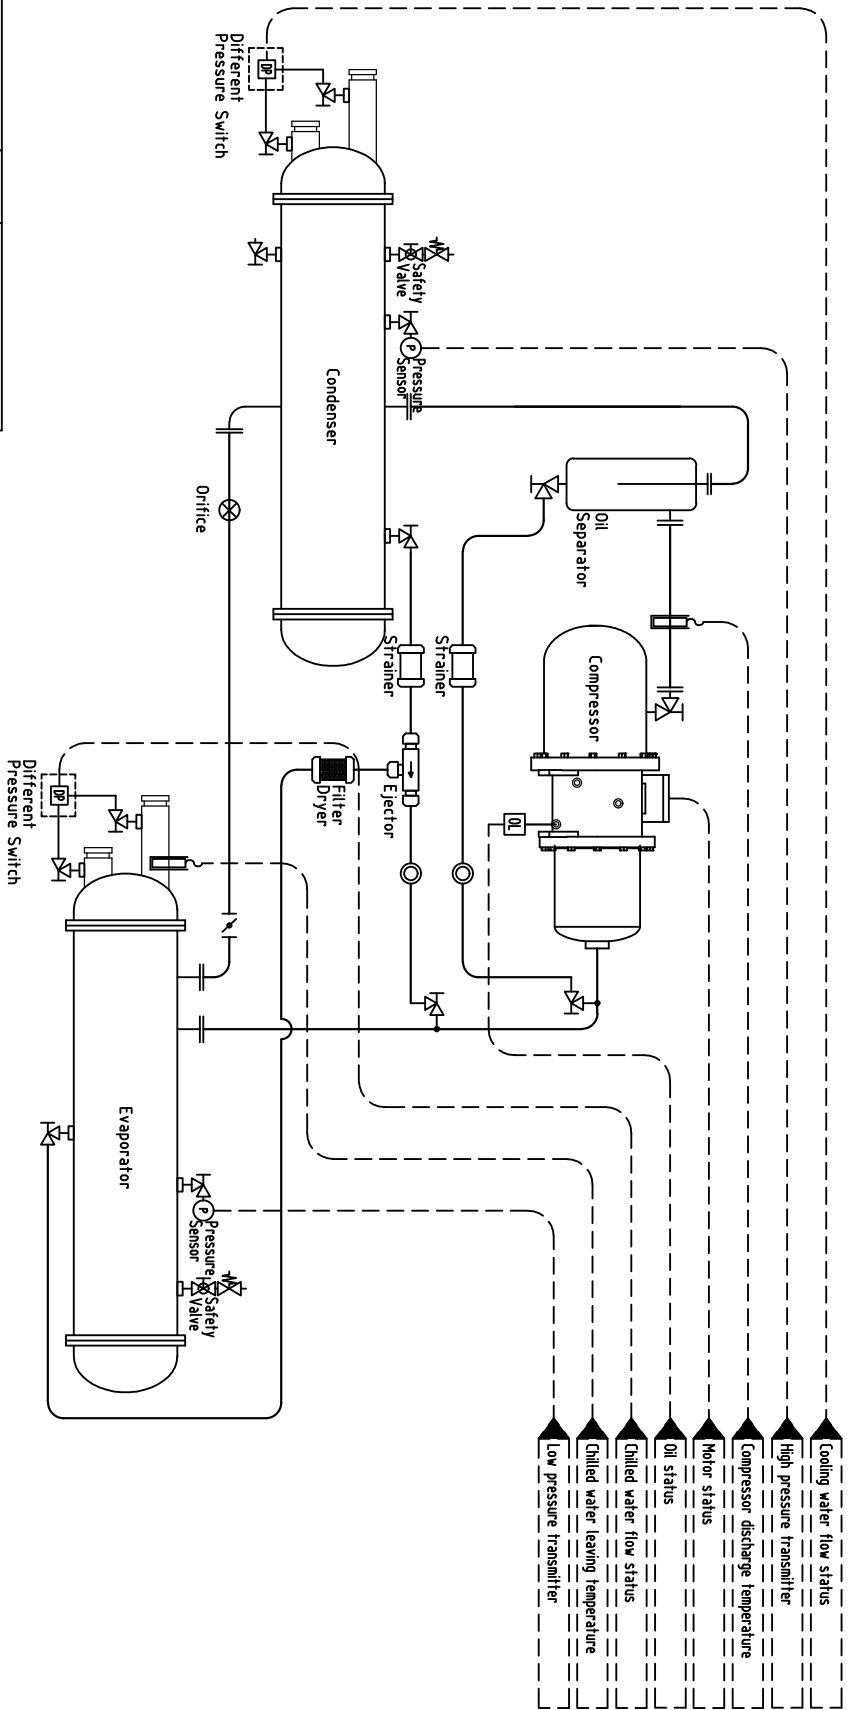 Different
Pressure Switch
DP
Safety
Valve
P
Pressure
Sensor
Condenser
Orifice
Oil
Separator
Strainer
Strainer
Compressor
OL
Ejector
Filter
Dryer
Different
Pressure Switch
DP
Evaporator
P
Pressure
Sensor
Safety
Valve
Cooling water flow status
High pressure transmitter
Compressor discharge temperature
Motor status
Oil status
Chilled water flow status
Chilled water leaving temperature
Low pressure transmitter